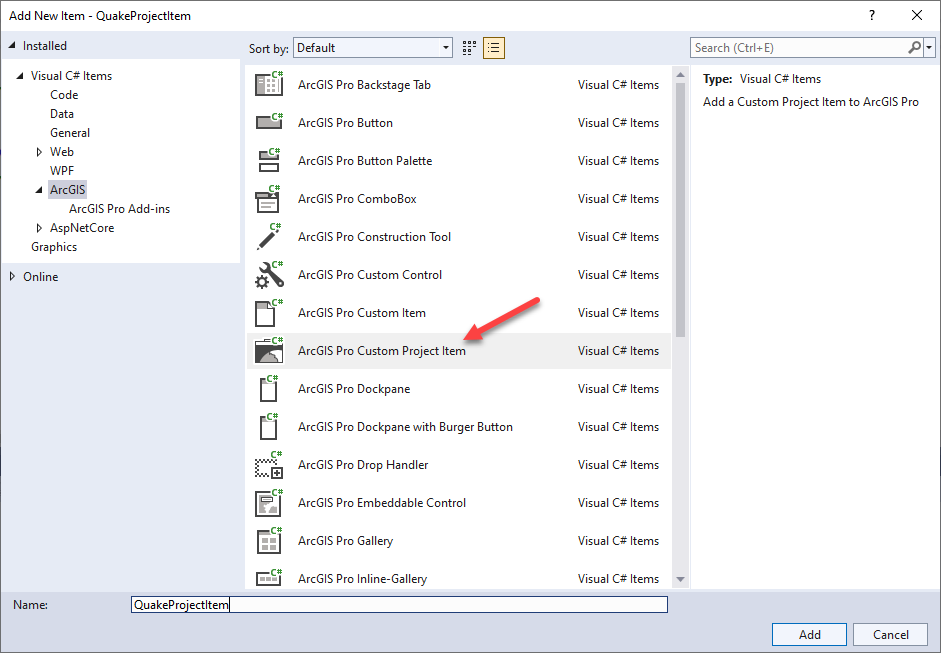 Add New Item - QuakeProjectItem
?
Installed
Sort by: Default
Search (Ctrl+E)
Visual C# Items
Code
Data
General
Web
WPF
ArcGIS
ArcGIS Pro Add-ins
AspNetCore
Graphics
Online
C# ArcGIS Pro Backstage Tab Visual C# Items
C# ArcGIS Pro Button Visual C# Items
C# ArcGIS Pro Button Palette Visual C# Items
C# ArcGIS Pro ComboBox Visual C# Items
C# ArcGIS Pro Construction Tool Visual C# Items
C# ArcGIS Pro Custom Control Visual C# Items
C# ArcGIS Pro Custom Item Visual C# Items
C# ArcGIS Pro Custom Project Item Visual C# Items
C# ArcGIS Pro Dockpane Visual C# Items
C# ArcGIS Pro Dockpane with Burger Button Visual C# Items
C# ArcGIS Pro Drop Handler Visual C# Items
C# ArcGIS Pro Embeddable Control Visual C# Items
C# ArcGIS Pro Gallery Visual C# Items
C# ArcGIS Pro Inline-Gallery Visual C# Items
Type: Visual C# Items
Add a Custom Project Item to ArcGIS Pro
Name: QuakeProjectItem
Add Cancel